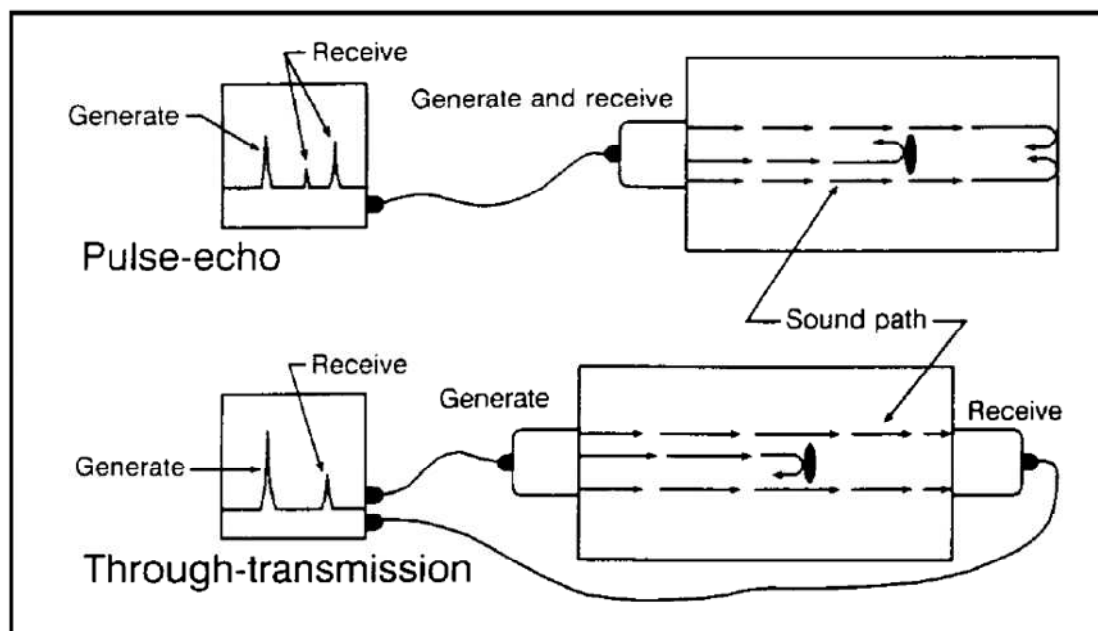 Receive
Generate
Generate and receive
Pulse-echo
Sound path
Receive
Generate
Receive
Generate
Through-transmission